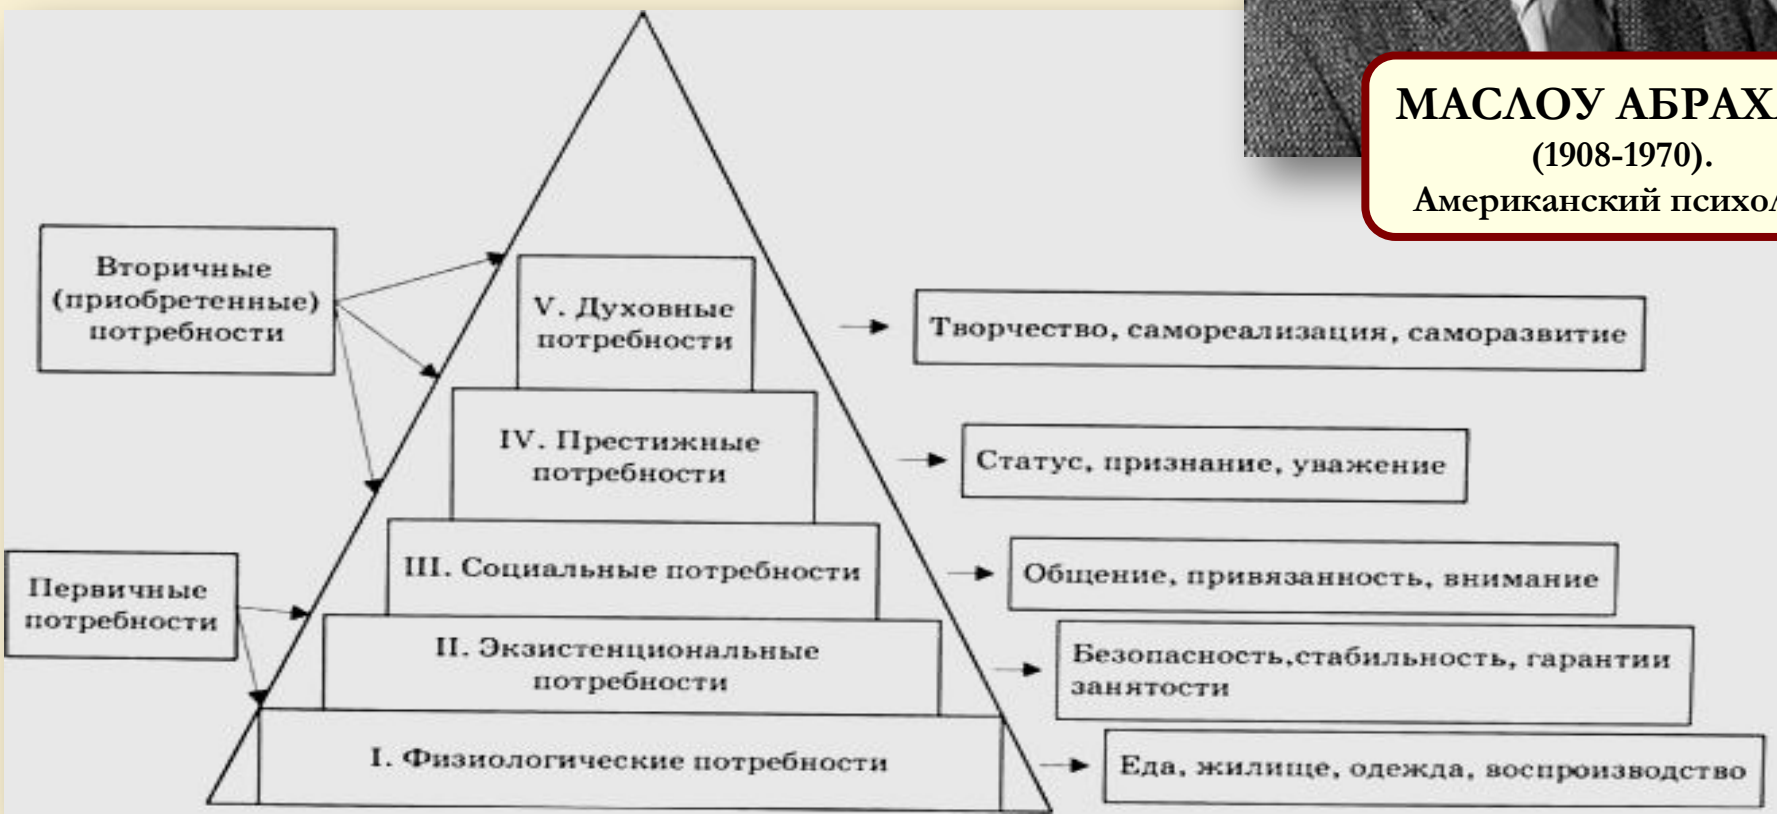 МАСЛОУ АБРАХА
(1908-1970).
Американский психол
Вторичные
(приобретенные)
потребности
V. Духовные
потребности
Творчество, самореализация, саморазвитие
IV. Престижные
потребности
Статус, признание, уважение
III. Социальные потребности
Общение, привязанность, внимание
Первичные
потребности
II. Экзистенциональные
потребности
Безопасность,стабильность, гарантии
занятости
I. Физиологические потребности
Еда, жилище, одежда, воспроизводство